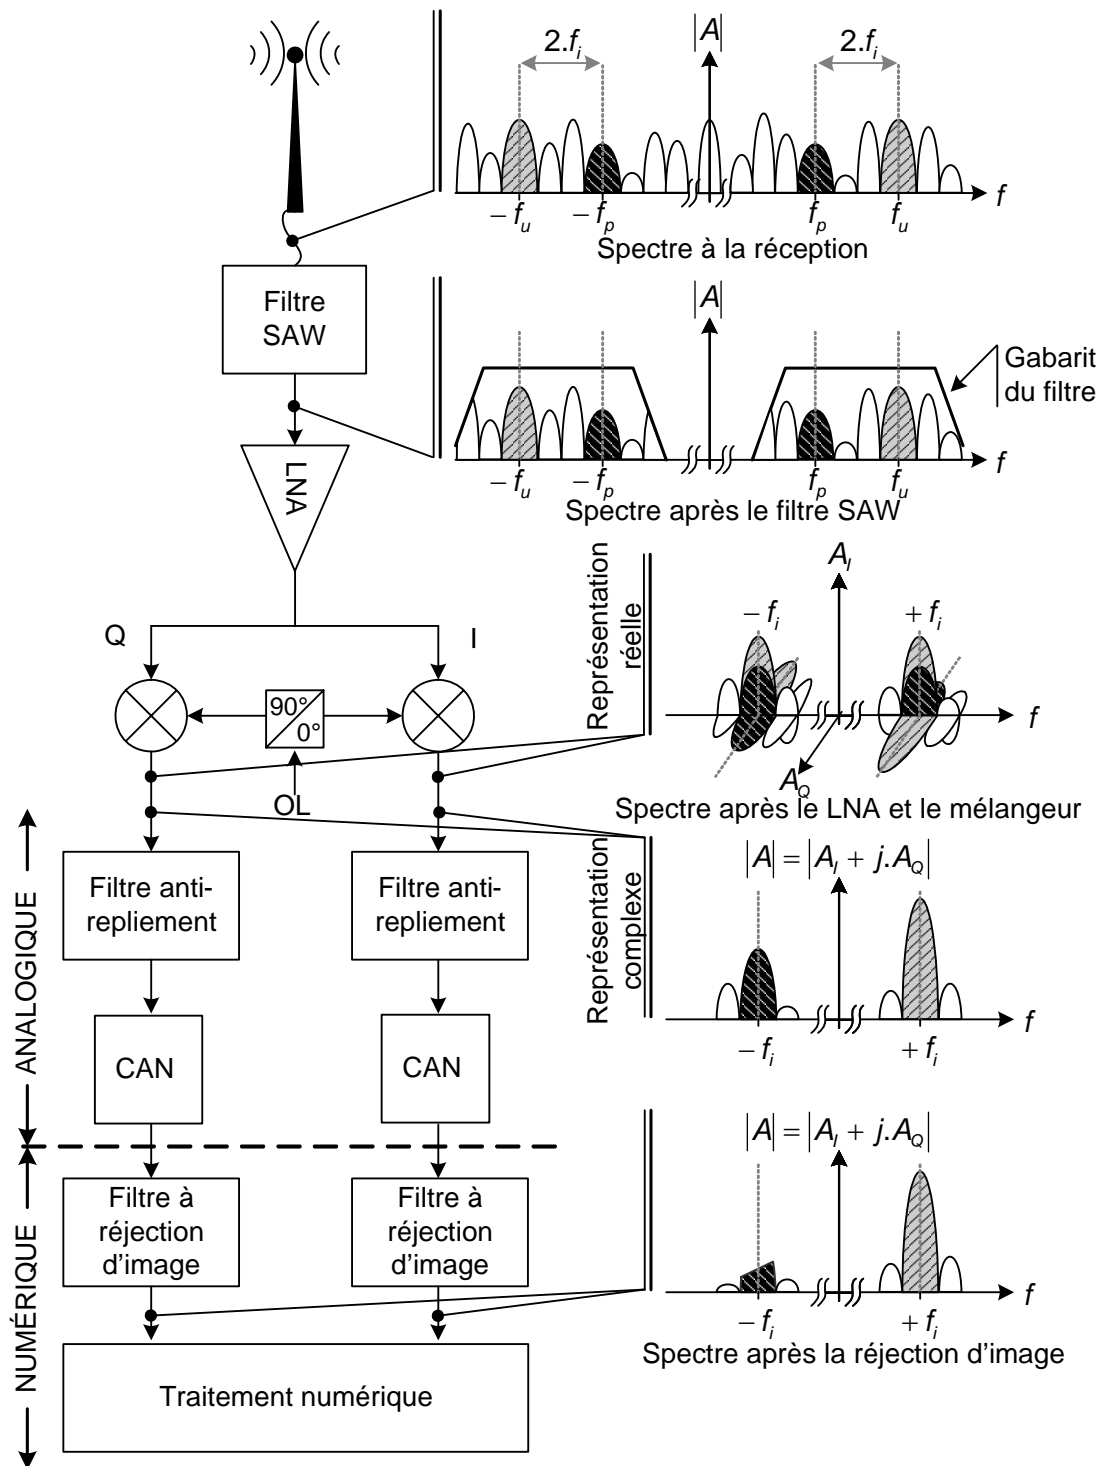 |A|
2.f_i
2.f_i
f
– f_u
– f_p
f_p
f_u
Spectre à la réception
Filtre
SAW
|A|
Gabarit
du filtre
f
– f_u
– f_p
f_p
f_u
Spectre après le filtre SAW
LNA
Représentation
réelle
A_I
– f_i
+ f_i
f
A_Q
Spectre après le LNA et le mélangeur
Q
I
90°
0°
OL
Représentation
complexe
|A| = |A_I + j.A_Q|
f
– f_i
+ f_i
ANALOGIQUE
Filtre anti-
repliement
Filtre anti-
repliement
CAN
CAN
NUMÉRIQUE
Filtre à
réjection
d'image
Filtre à
réjection
d'image
|A| = |A_I + j.A_Q|
f
– f_i
+ f_i
Spectre après la réjection d'image
Traitement numérique